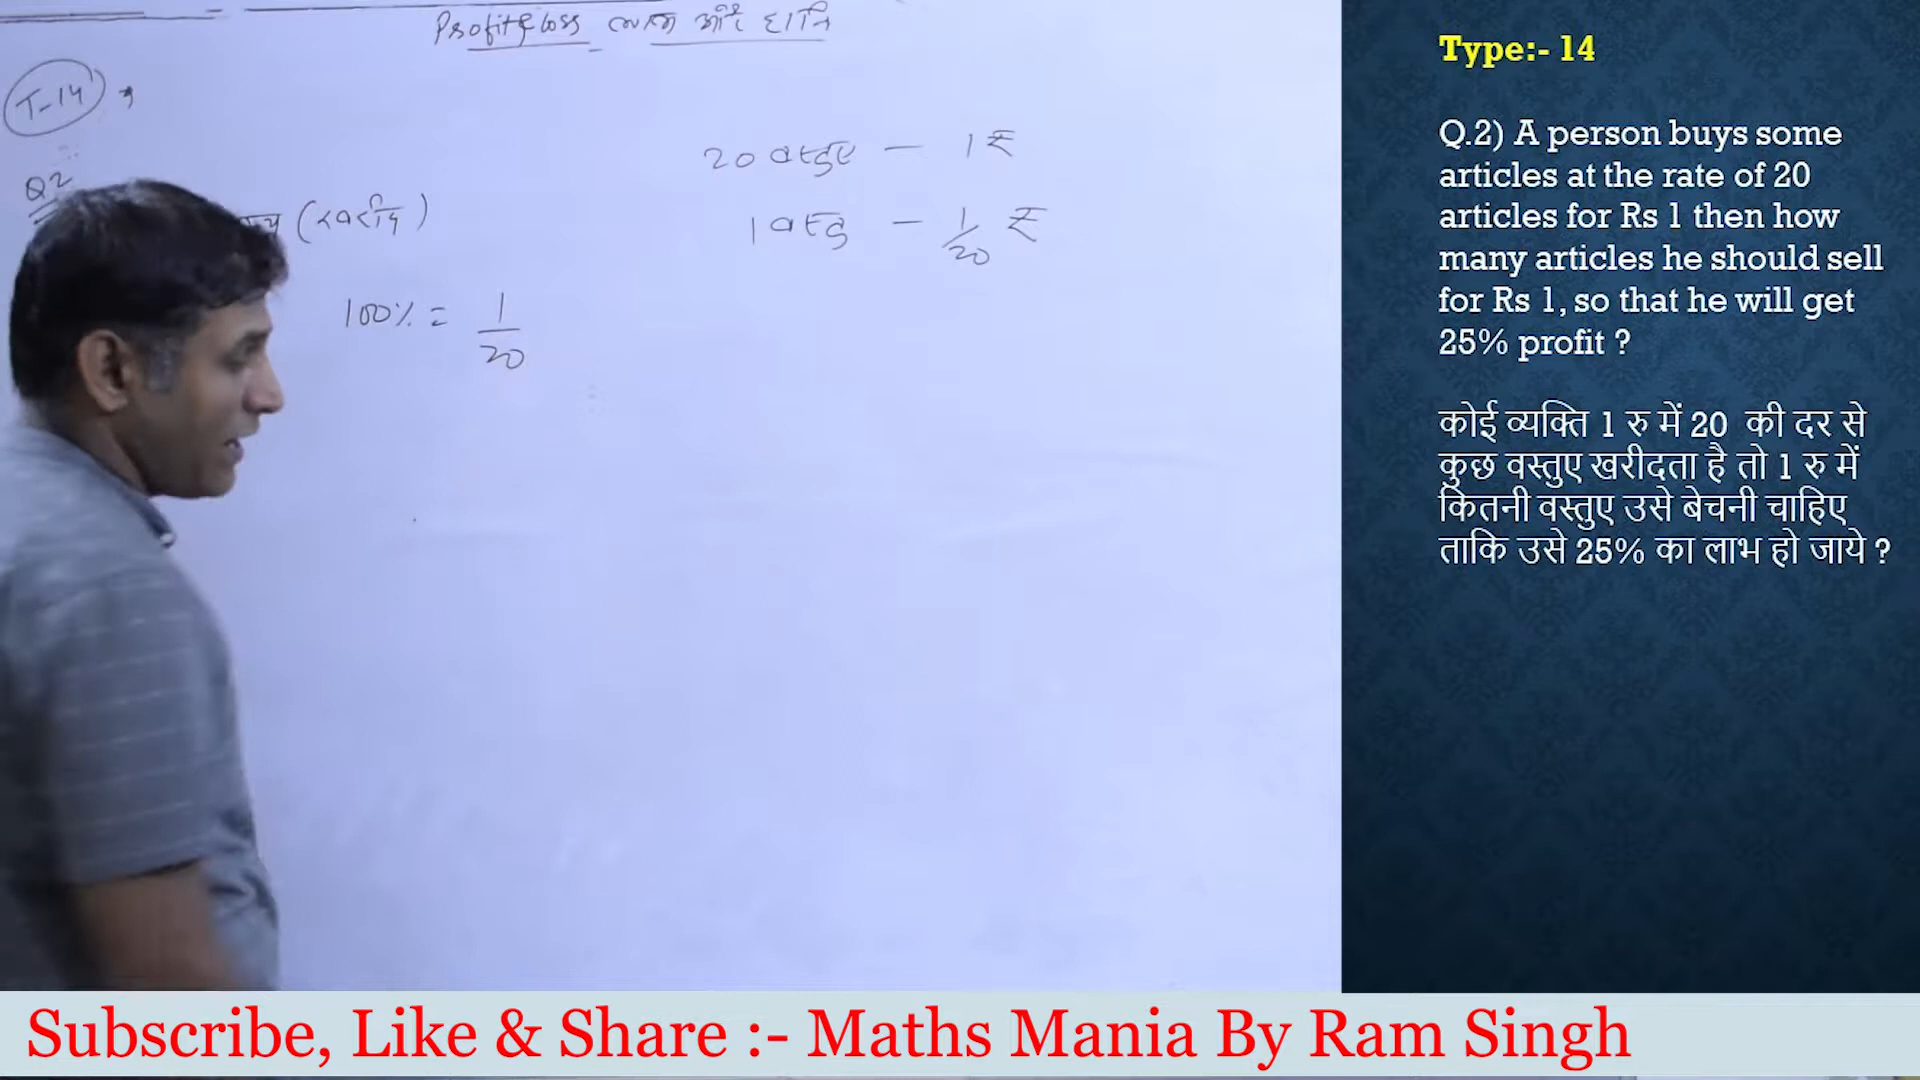 Profit & Loss लाभ और हानि
T-14
Q2
20 वस्तुए — 1 ₹
1 वस्तु — 1/20 ₹
100% = 1/20
Type:- 14
Q.2) A person buys some
articles at the rate of 20
articles for Rs 1 then how
many articles he should sell
for Rs 1, so that he will get
25% profit ?
कोई व्यक्ति 1 रु में 20 की दर से
कुछ वस्तुए खरीदता है तो 1 रु में
कितनी वस्तुए उसे बेचनी चाहिए
ताकि उसे 25% का लाभ हो जाये ?
Subscribe, Like & Share :- Maths Mania By Ram Singh